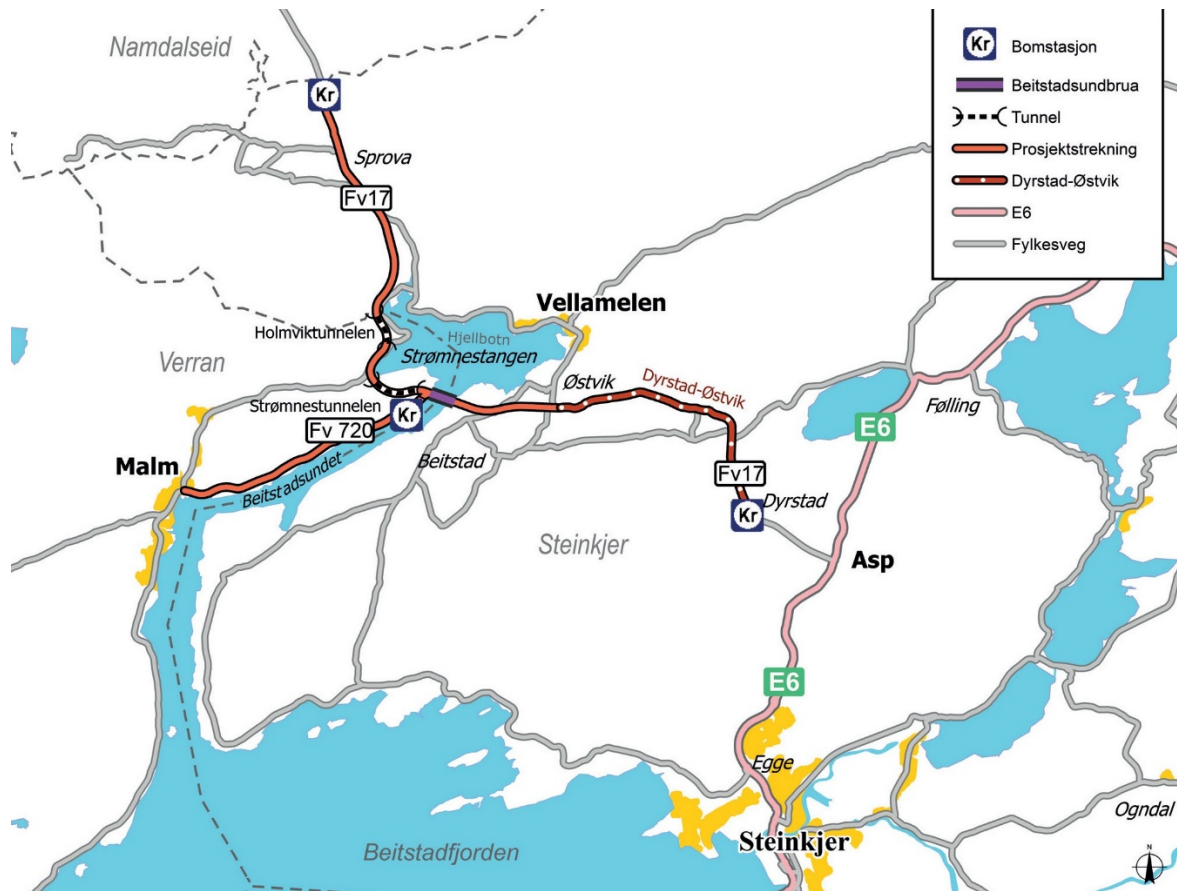 Namdalseid
Kr
Bomstasjon
Kr
Beitstadsundbrua
Tunnel
Sprova
Prosjektstrekning
Fv17
Dyrstad-Østvik
E6
Fylkesveg
Vellamelen
Holmviktunnelen
Hjellbotn
Strømnestangen
Verran
Østvik
Dyrstad-Østvik
Strømnestunnelen
Kr
Følling
E6
Fv 720
Malm
Beitstad
Fv17
Beitstadsundet
Dyrstad
Kr
Steinkjer
Asp
E6
Egge
Ogndal
Steinkjer
Beitstadfjorden
N